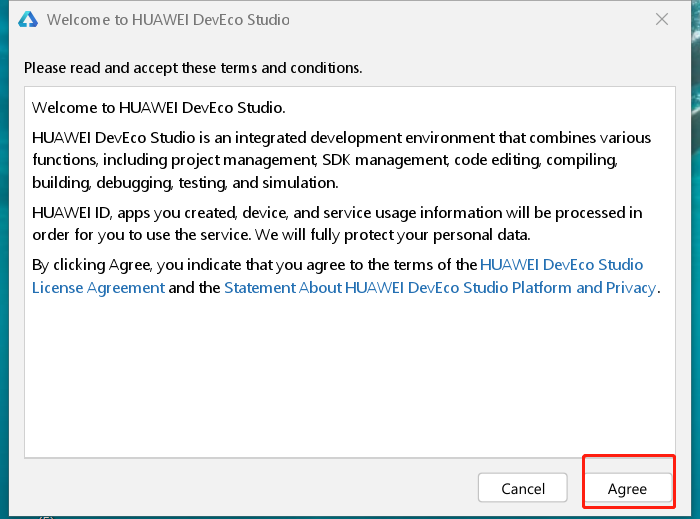 Welcome to HUAWEI DevEco Studio
Please read and accept these terms and conditions.
Welcome to HUAWEI DevEco Studio.
HUAWEI DevEco Studio is an integrated development environment that combines various
functions, including project management, SDK management, code editing, compiling,
building, debugging, testing, and simulation.
HUAWEI ID, apps you created, device, and service usage information will be processed in
order for you to use the service. We will fully protect your personal data.
By clicking Agree, you indicate that you agree to the terms of the HUAWEI DevEco Studio
License Agreement and the Statement About HUAWEI DevEco Studio Platform and Privacy.
Cancel
Agree